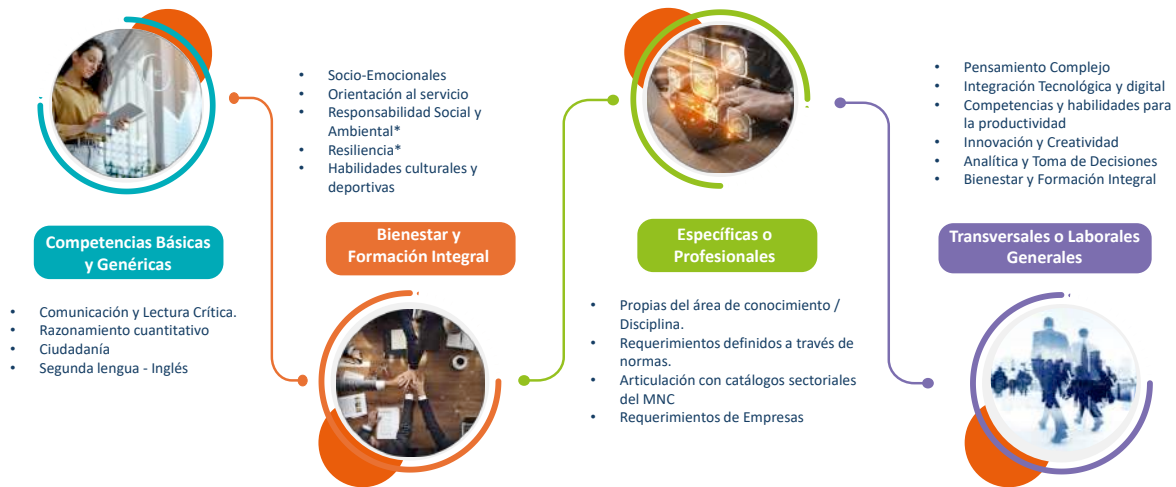 Competencias Básicas
y Genéricas
• Comunicación y Lectura Crítica.
• Razonamiento cuantitativo
• Ciudadanía
• Segunda lengua - Inglés
• Socio-Emocionales
• Orientación al servicio
• Responsabilidad Social y
Ambiental*
• Resiliencia*
• Habilidades culturales y
deportivas
Bienestar y
Formación Integral
Específicas o
Profesionales
• Propias del área de conocimiento /
Disciplina.
• Requerimientos definidos a través de
normas.
• Articulación con catálogos sectoriales
del MNC
• Requerimientos de Empresas
• Pensamiento Complejo
• Integración Tecnológica y digital
• Competencias y habilidades para
la productividad
• Innovación y Creatividad
• Analítica y Toma de Decisiones
• Bienestar y Formación Integral
Transversales o Laborales
Generales